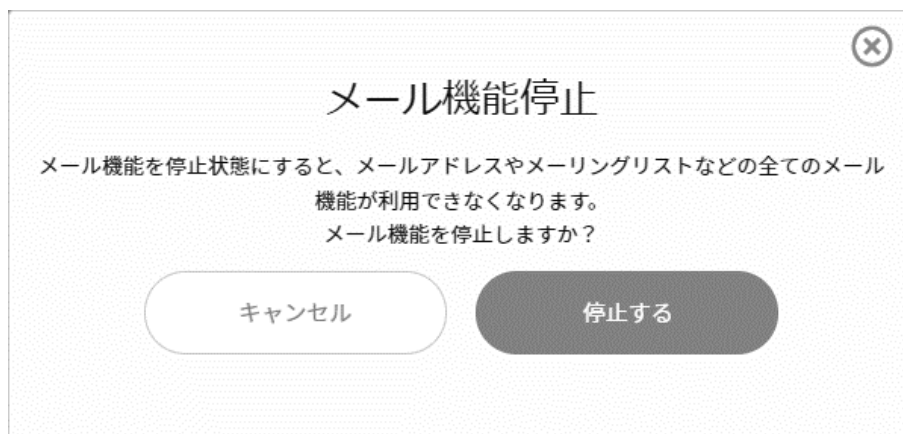 メール機能停止
メール機能を停止状態にすると、メールアドレスやメーリングリストなどの全てのメール
機能が利用できなくなります。
メール機能を停止しますか？
キャンセル
停止する